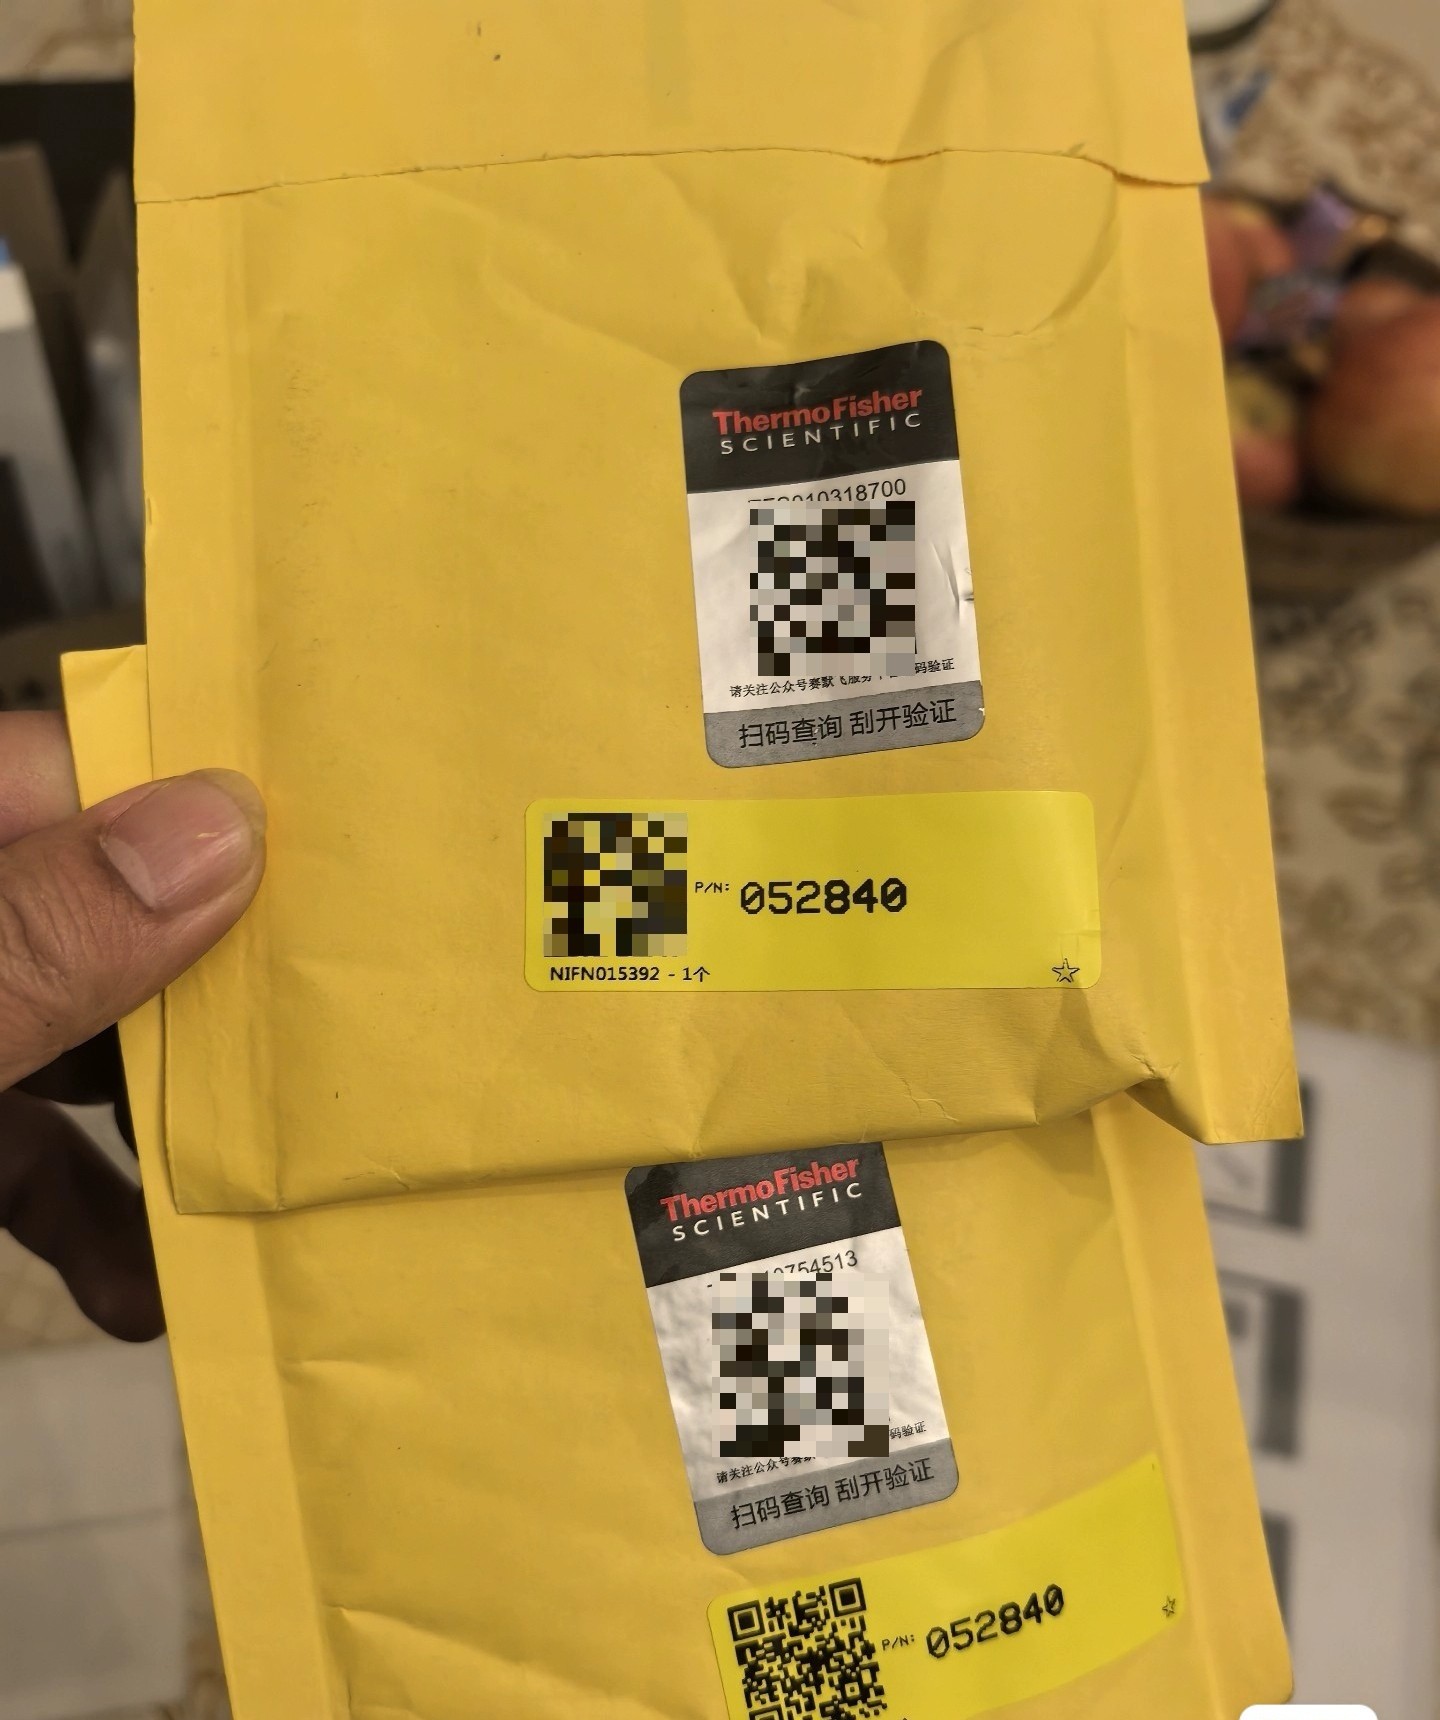 ThermoFisher
SCIENTIFIC
10318700
请关注公众号赛默飞服务 码验证
扫码查询 刮开验证
P/N: 052840
NIFN015392 - 1个
ThermoFisher
SCIENTIFIC
0754513
请关注公众号赛 码验证
扫码查询 刮开验证
P/N: 052840